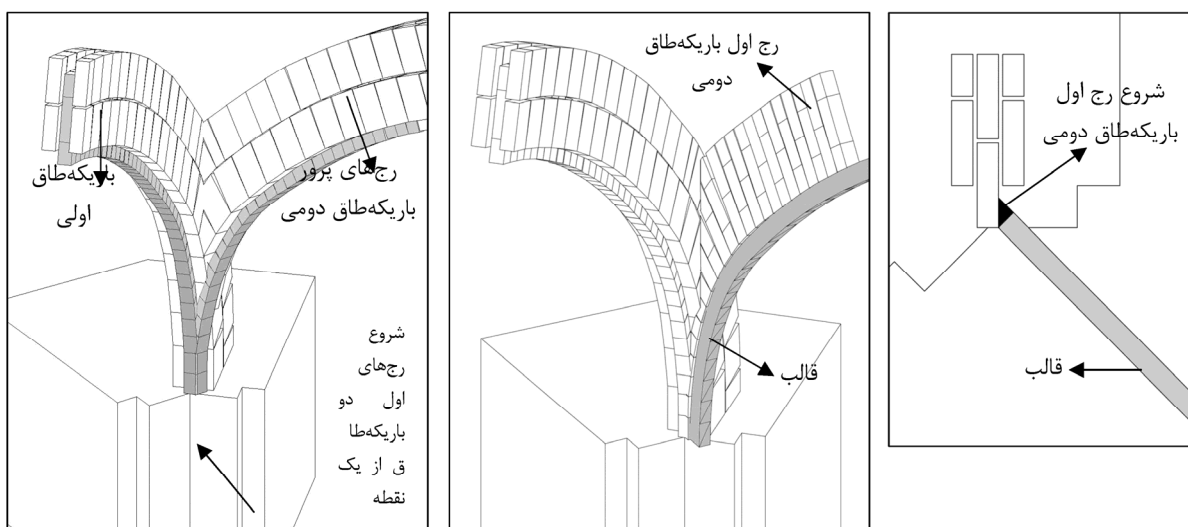 شروع رج اول
باریکه‌طاق دومی
قالب
رج اول باریکه‌طاق
دومی
قالب
باریکه‌طاق
اولی
رج‌های پرور
باریکه‌طاق دومی
شروع
رج‌های
اول دو
باریکه‌طا
ق از یک
نقطه